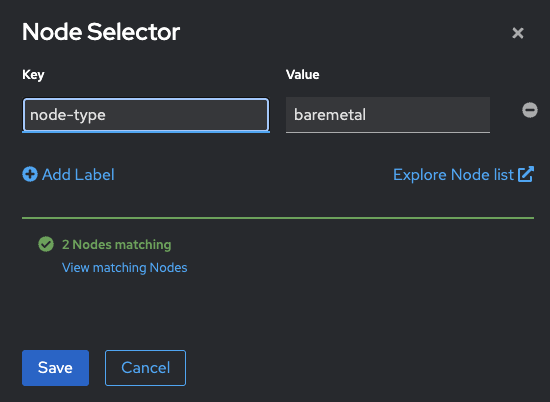 Node Selector
Key Value
node-type baremetal
Add Label Explore Node list
2 Nodes matching
View matching Nodes
Save Cancel